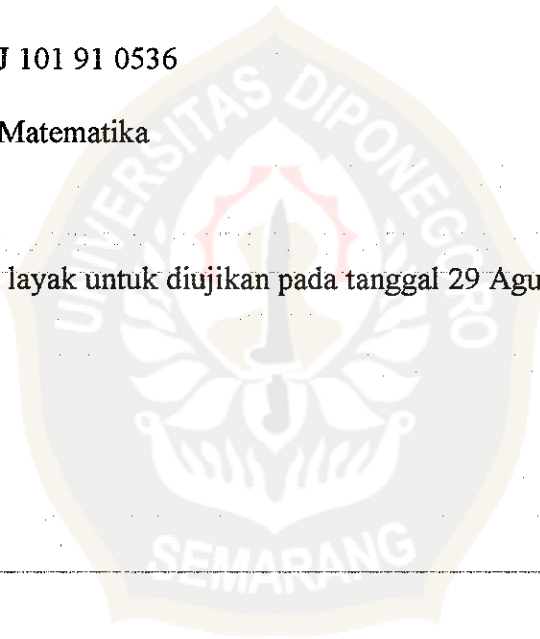 J 101 91 0536
Matematika
layak untuk diujikan pada tanggal 29 Agu
UNIVERSITAS DIPONEGORO
SEMARANG